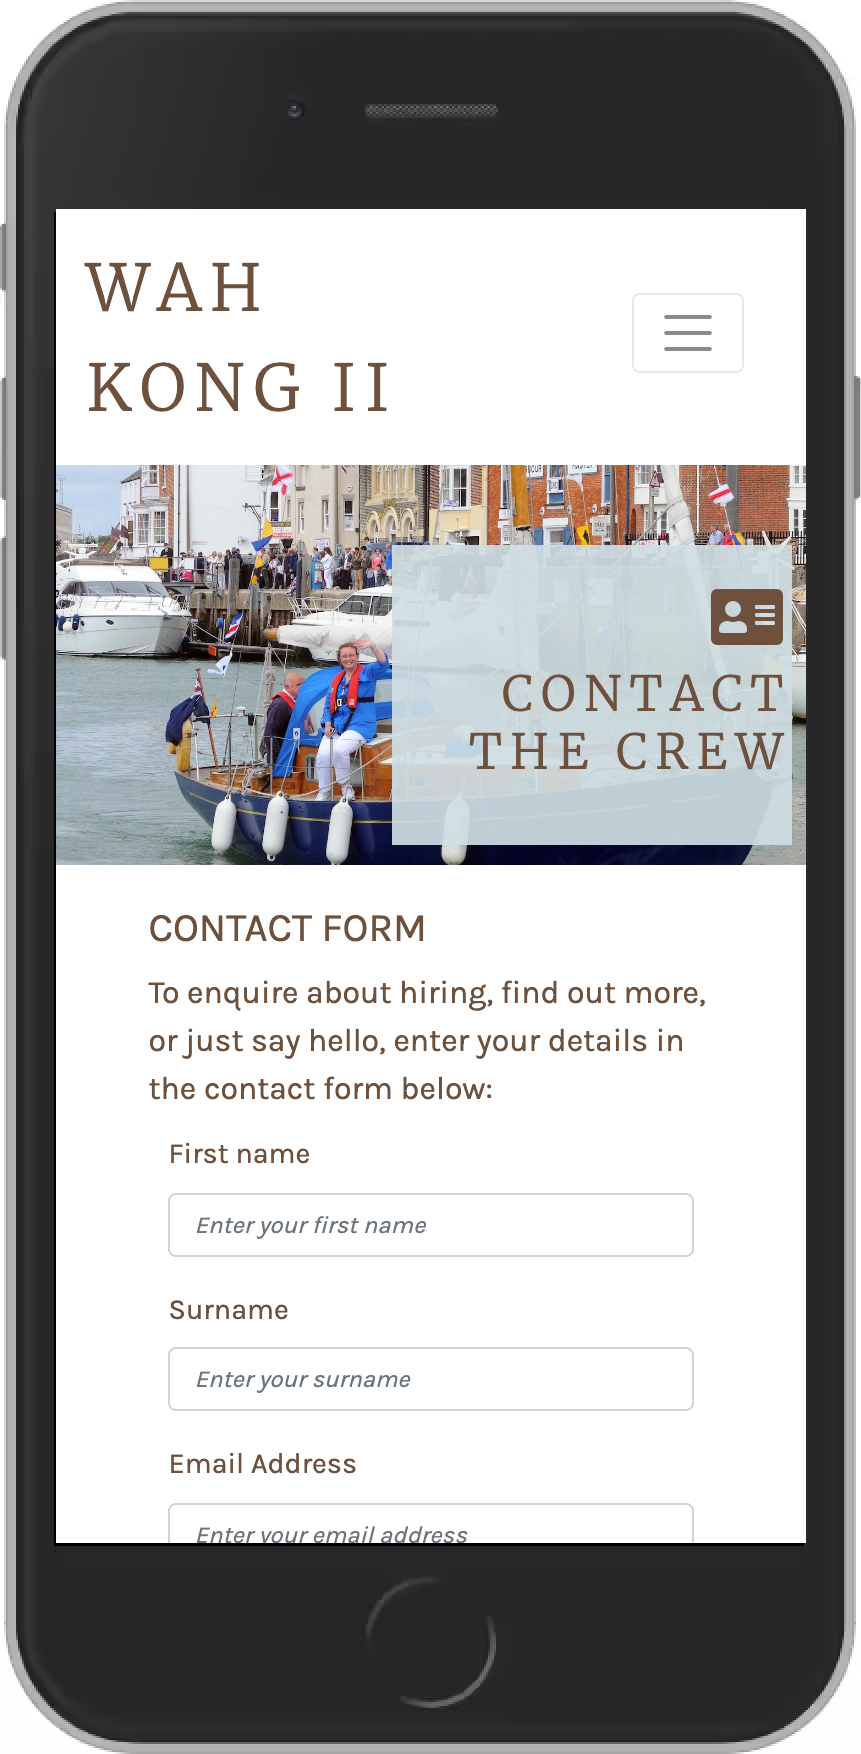 WAH
KONG II
CONTACT
THE CREW
CONTACT FORM
To enquire about hiring, find out more,
or just say hello, enter your details in
the contact form below:
First name
Enter your first name
Surname
Enter your surname
Email Address
Enter your email address